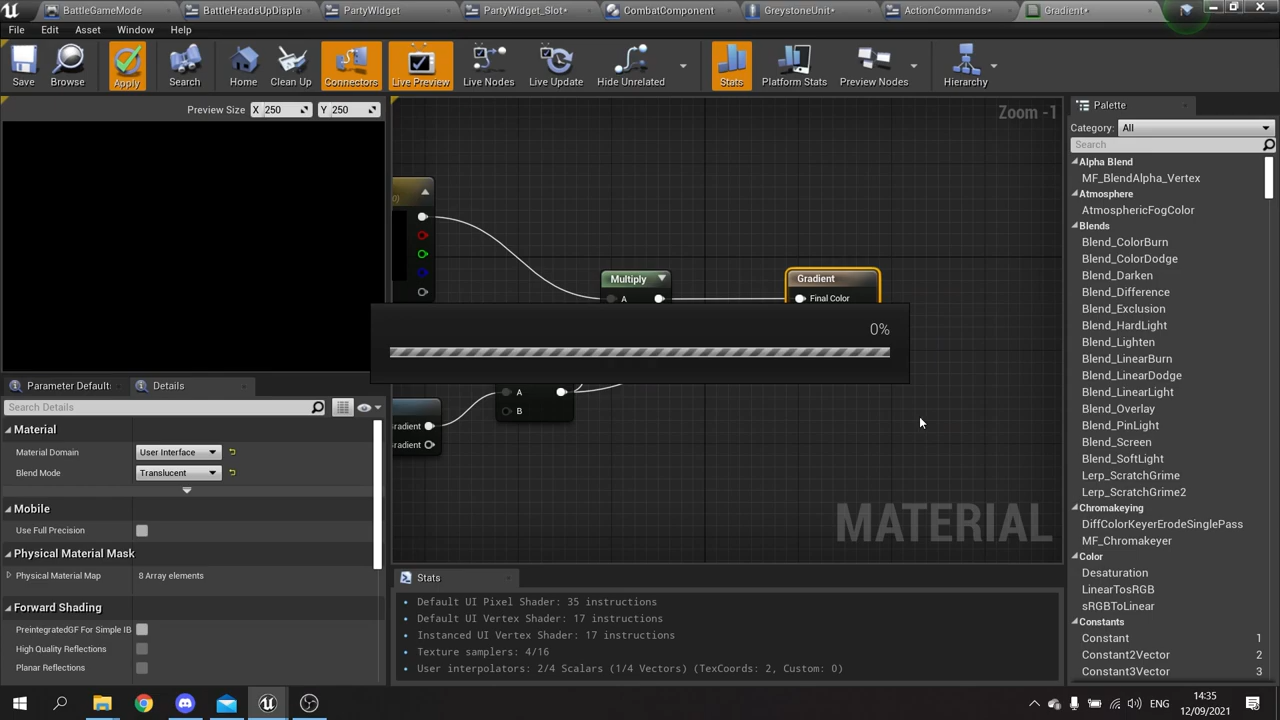 BattleGameMode
BattleHeadsUpDispla
PartyWIdget
PartyWidget_Slot*
CombatComponent
GreystoneUnit*
ActionCommands*
Gradient*
File
Edit
Asset
Window
Help
Save
Browse
Apply
Search
Home
Clean Up
Connectors
Live Preview
Live Nodes
Live Update
Hide Unrelated
Stats
Platform Stats
Preview Nodes
Hierarchy
Preview Size X 250 Y 250
Zoom -1
Multiply
A
Gradient
Final Color
0%
A
B
radient
radient
MATERIAL
Parameter Default
Details
Search Details
Material
Material Domain User Interface
Blend Mode Translucent
Mobile
Use Full Precision
Physical Material Mask
Physical Material Map 8 Array elements
Forward Shading
PreintegratedGF For Simple IB
High Quality Reflections
Planar Reflections
Stats
Default UI Pixel Shader: 35 instructions
Default UI Vertex Shader: 17 instructions
Instanced UI Vertex Shader: 17 instructions
Texture samplers: 4/16
User interpolators: 2/4 Scalars (1/4 Vectors) (TexCoords: 2, Custom: 0)
Palette
Category: All
Search
Alpha Blend
MF_BlendAlpha_Vertex
Atmosphere
AtmosphericFogColor
Blends
Blend_ColorBurn
Blend_ColorDodge
Blend_Darken
Blend_Difference
Blend_Exclusion
Blend_HardLight
Blend_Lighten
Blend_LinearBurn
Blend_LinearDodge
Blend_LinearLight
Blend_Overlay
Blend_PinLight
Blend_Screen
Blend_SoftLight
Lerp_ScratchGrime
Lerp_ScratchGrime2
Chromakeying
DiffColorKeyerErodeSinglePass
MF_Chromakeyer
Color
Desaturation
LinearTosRGB
sRGBToLinear
Constants
Constant 1
Constant2Vector 2
Constant3Vector 3
ENG
14:35
12/09/2021